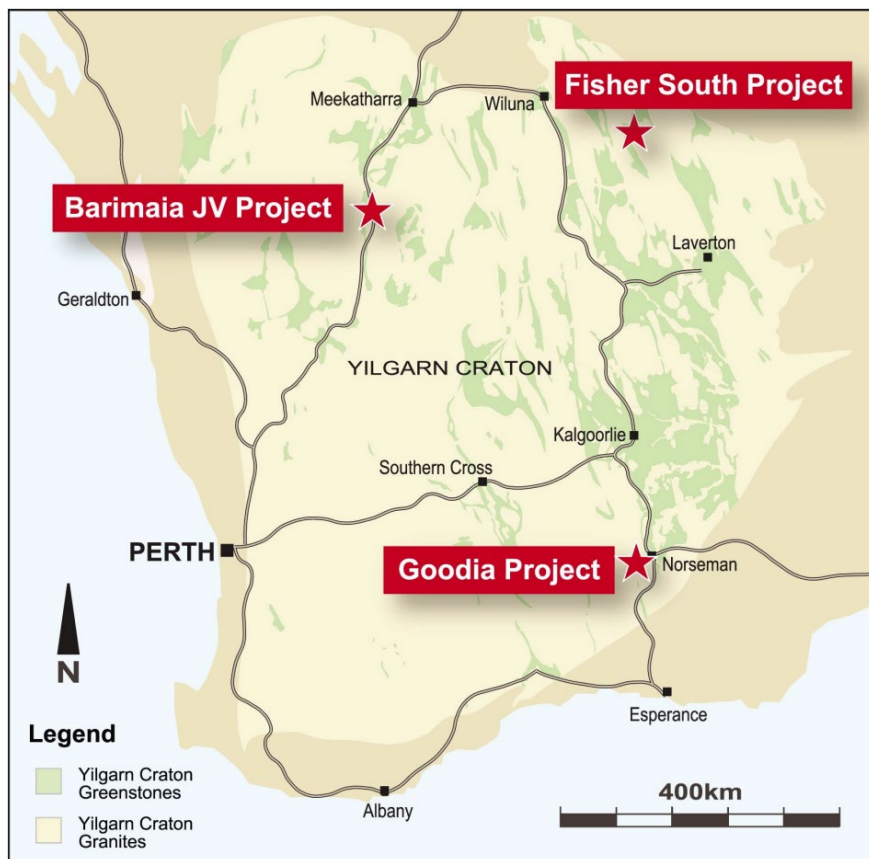 Fisher South Project
Meekatharra
Wiluna
Barimaia JV Project
Laverton
Geraldton
YILGARN CRATON
Kalgoorlie
Southern Cross
PERTH
Goodia Project
Norseman
N
Esperance
Legend
Yilgarn Craton
Greenstones
400km
Albany
Yilgarn Craton
Granites